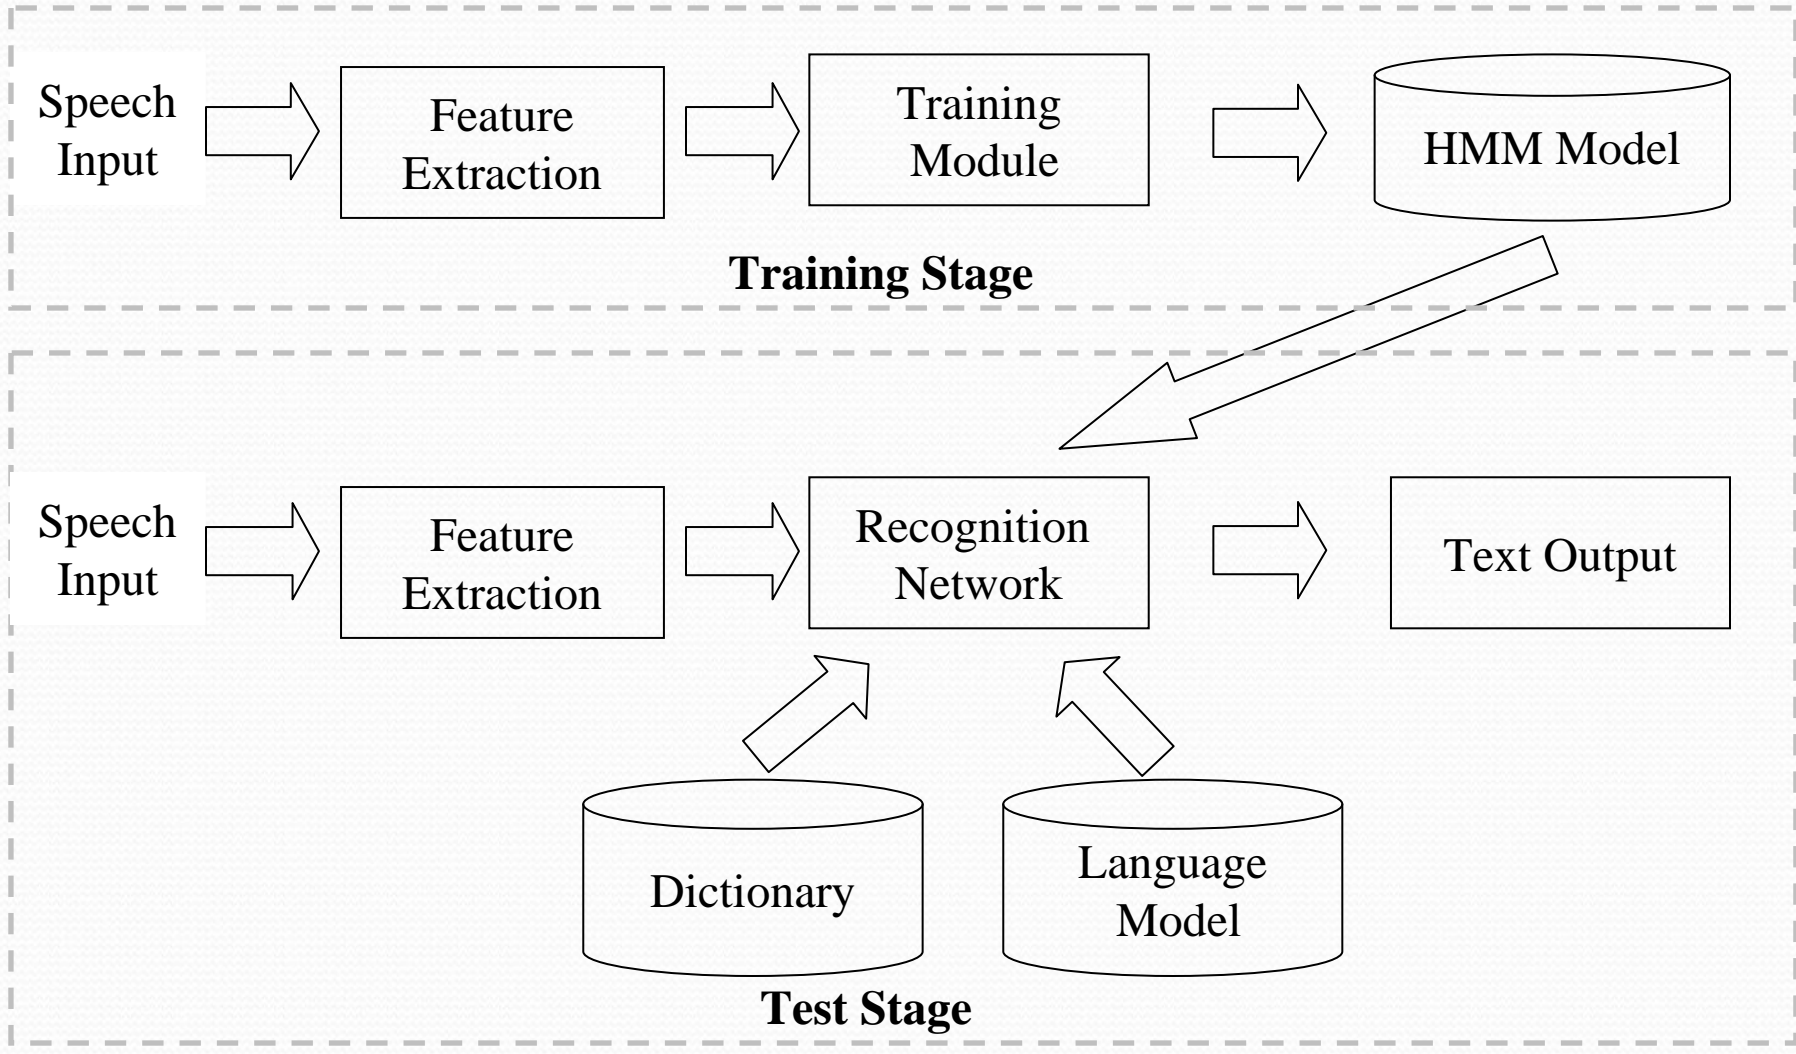 Speech
Input
Feature
Extraction
Training
Module
HMM Model
Training Stage
Speech
Input
Feature
Extraction
Recognition
Network
Text Output
Dictionary
Language
Model
Test Stage